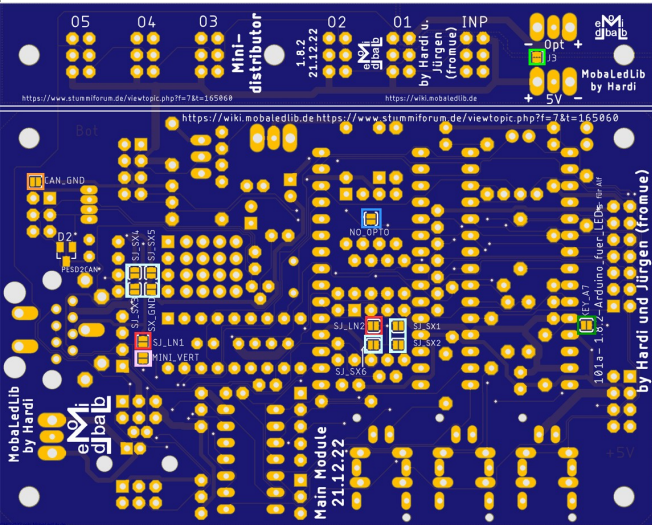 05
04
03
Mini-
distributor
1.8.2
21.12.22
02
01
by Hardi u.
Jürgen
(fromue)
INP
- Opt +
J3
+ 5V -
MobaLedLib
by Hardi
https://www.stummiforum.de/viewtopic.php?f=7&t=165060
https://wiki.mobaledlib.de
https://wiki.mobaledlib.de https://www.stummiforum.de/viewtopic.php?f=7&t=165060
Bot
CAN_GND
D2
PESD2CAN
SJ_SX4
SJ_SX5
SJ_SX3
SX_GND
SJ_LN1
MINI_VERT
NO_OPTO
SJ_LN2
SJ_SX1
SJ_SX2
SJ_SX6
KEY_A7
101a- 1.8.2-Arduino_fuer_LEDs
für Alf
by Hardi und Jürgen (fromue)
MobaLedLib
by Hardi
Main Module
21.12.22
+5V